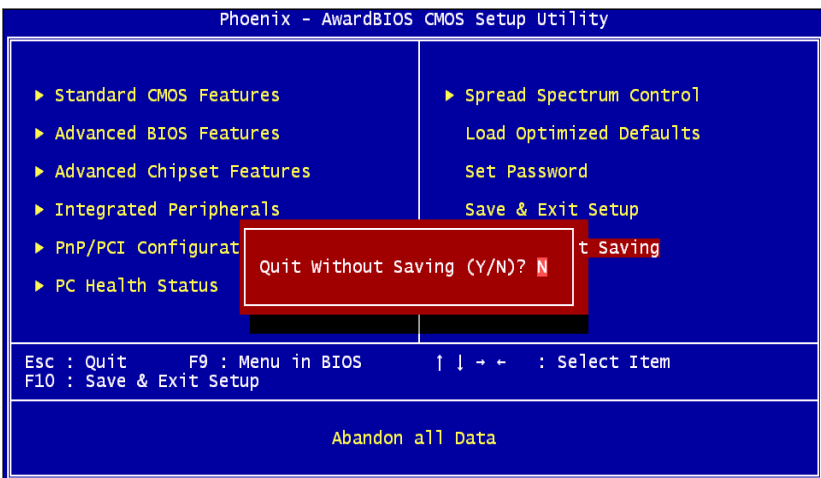 Phoenix - AwardBIOS CMOS Setup Utility
▶ Standard CMOS Features
▶ Advanced BIOS Features
▶ Advanced Chipset Features
▶ Integrated Peripherals
▶ PnP/PCI Configurat
▶ PC Health Status
▶ Spread Spectrum Control
Load Optimized Defaults
Set Password
Save & Exit Setup
t Saving
Quit Without Saving (Y/N)? N
Esc : Quit F9 : Menu in BIOS ↑ ↓ → ← : Select Item
F10 : Save & Exit Setup
Abandon all Data